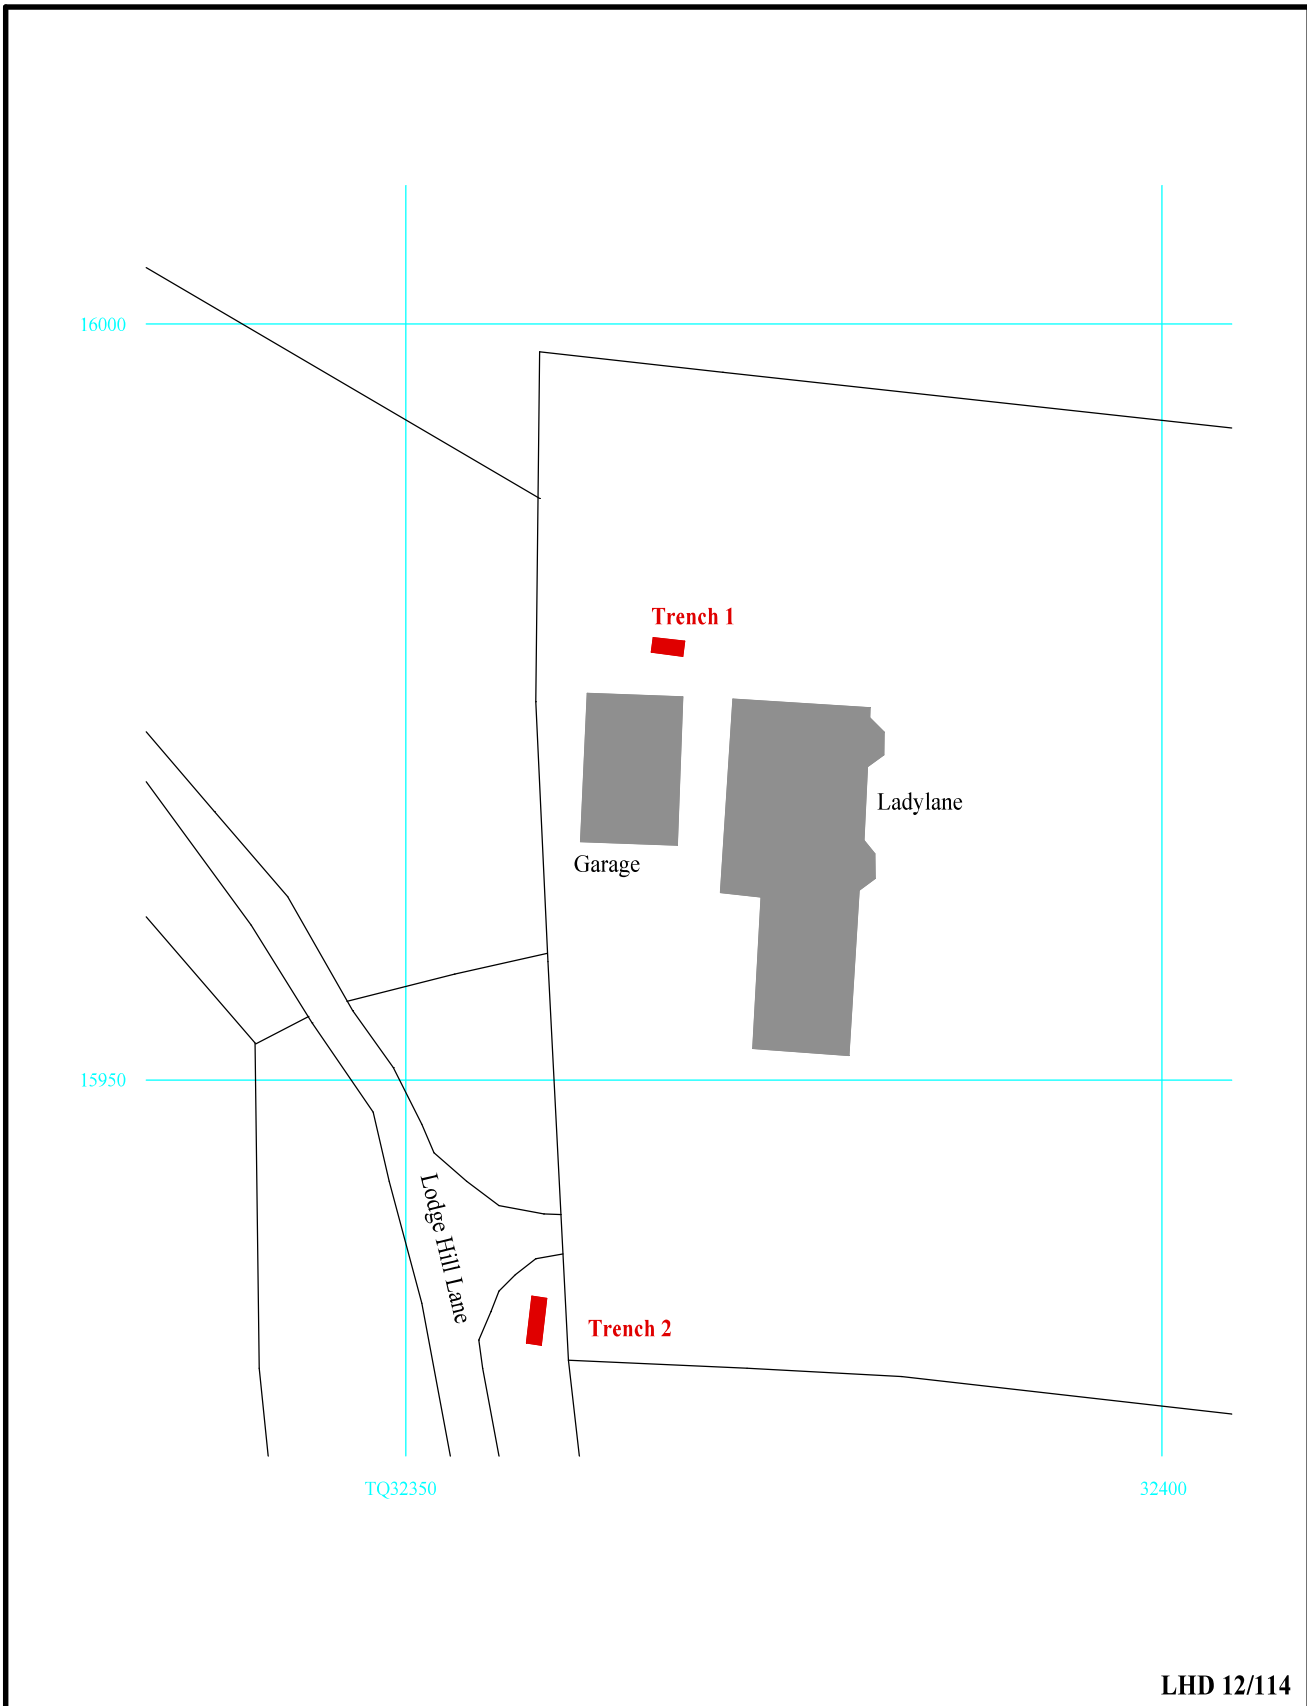 16000
Trench 1
Ladylane
Garage
15950
Lodge Hill Lane
Trench 2
TQ32350
32400
LHD 12/114